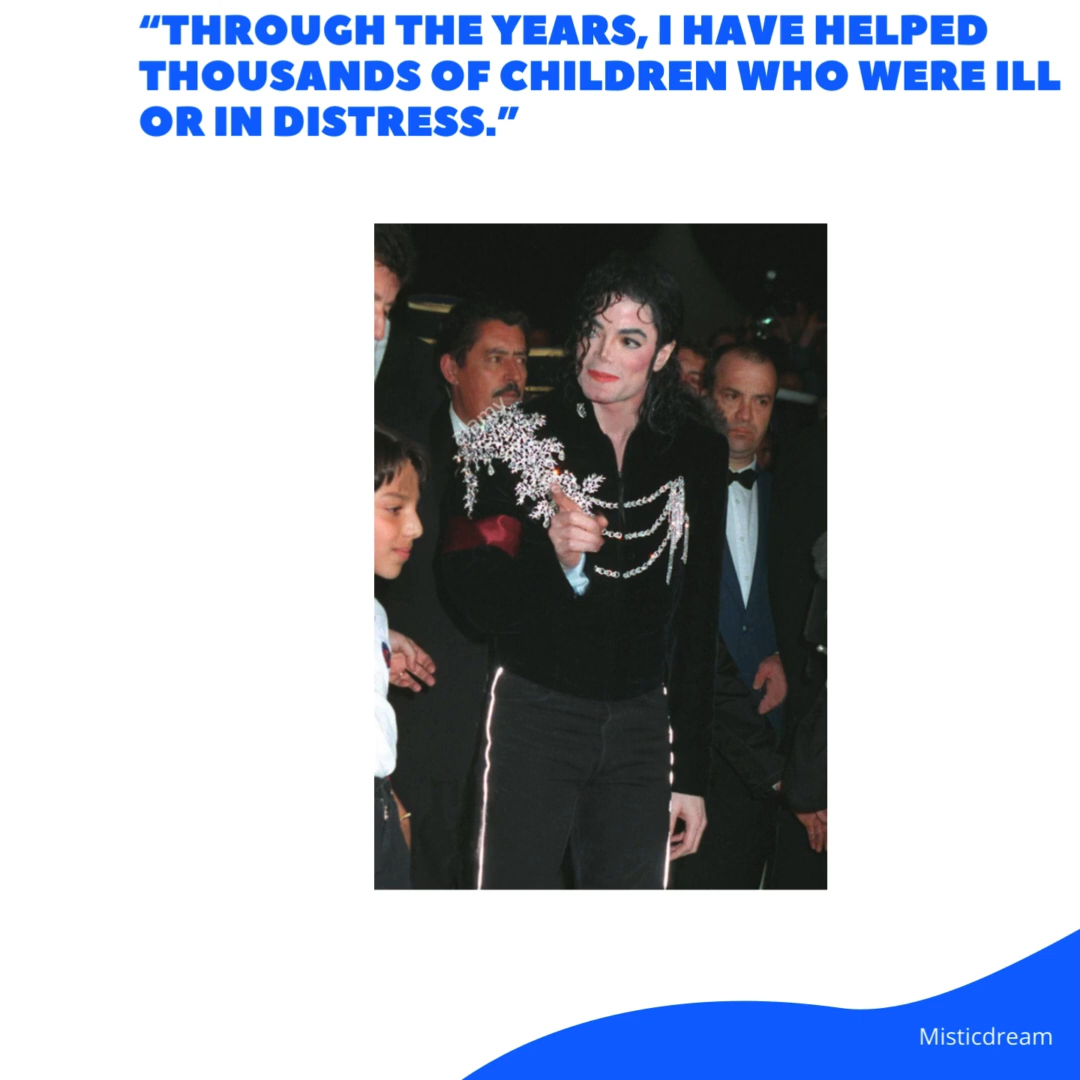 “THROUGH THE YEARS, I HAVE HELPED
THOUSANDS OF CHILDREN WHO WERE ILL
OR IN DISTRESS.”
Misticdream